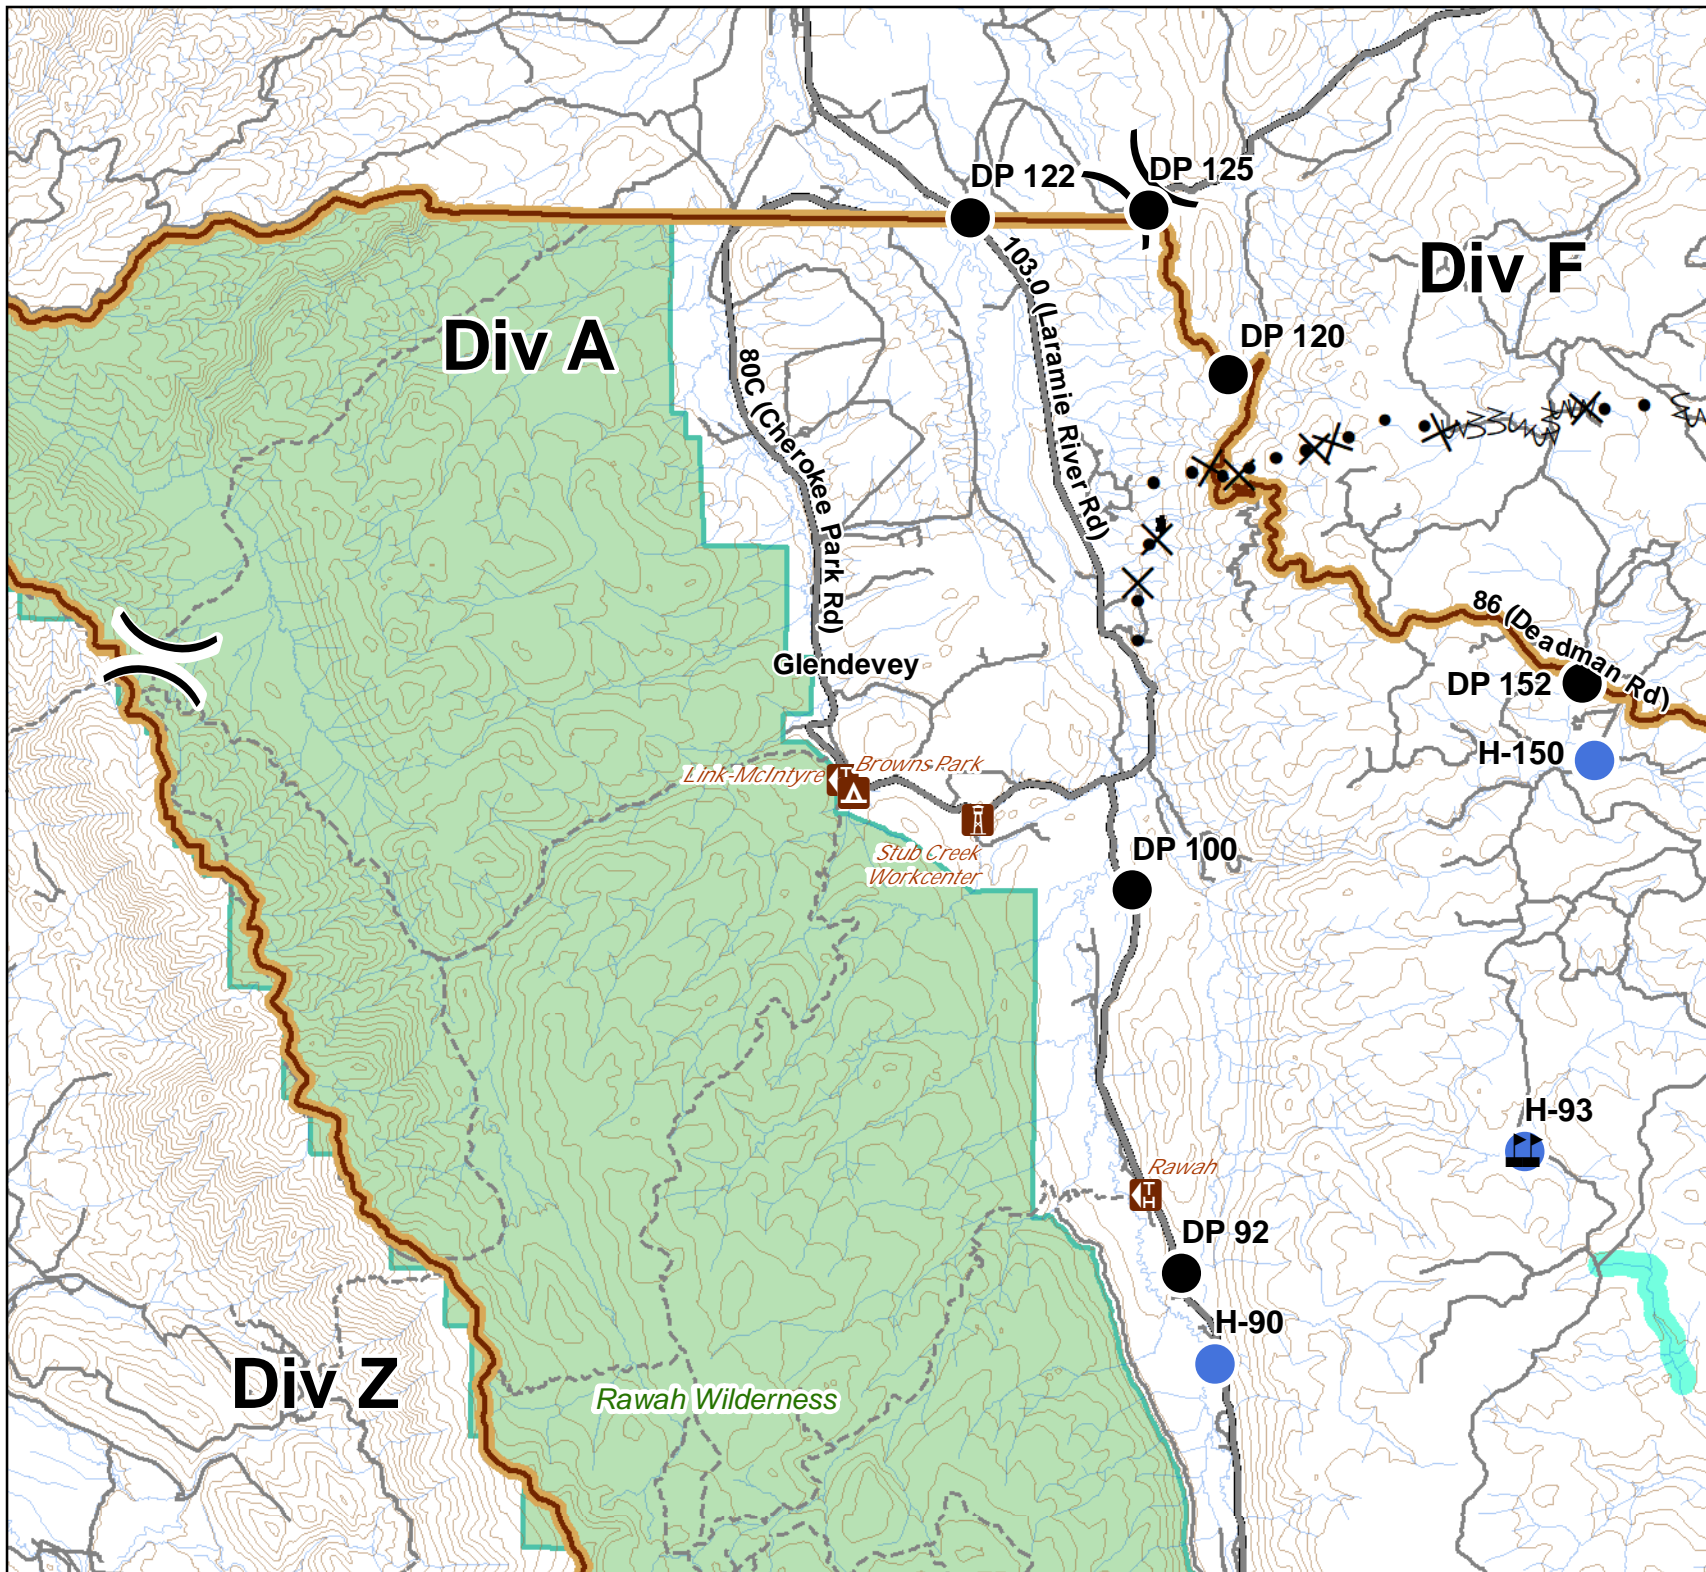 DP 122
DP 125
Div F
103.0 (Laramie River Rd)
Div A
DP 120
80C (Cherokee Park Rd)
86 (Deadman Rd)
Glendevey
DP 152
H-150
Link-McIntyre
Browns Park
Stub Creek
Workcenter
DP 100
H-93
Rawah
TH
DP 92
H-90
Div Z
Rawah Wilderness